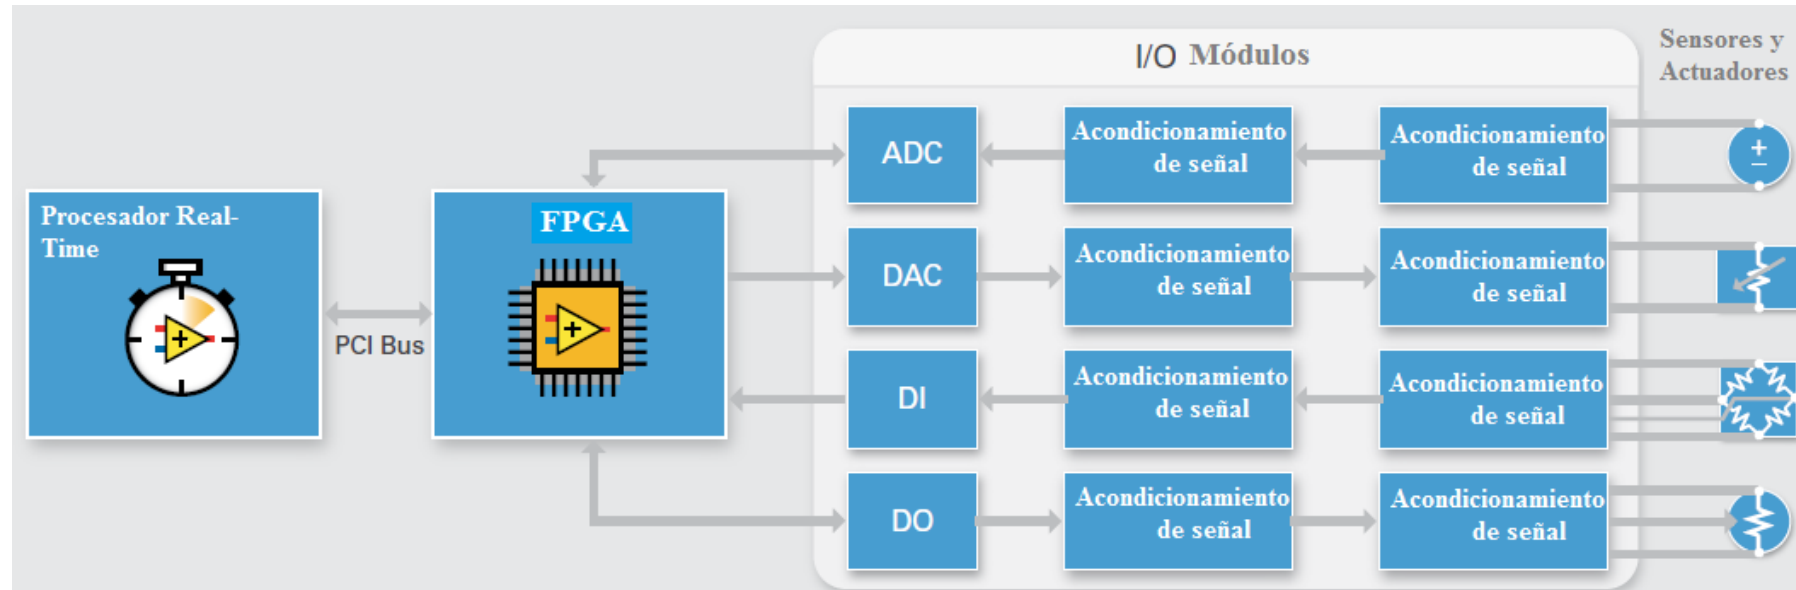 I/O Módulos
Sensores y
Actuadores
ADC
Acondicionamiento
de señal
Acondicionamiento
de señal
Procesador Real-
Time
FPGA
PCI Bus
DAC
Acondicionamiento
de señal
Acondicionamiento
de señal
DI
Acondicionamiento
de señal
Acondicionamiento
de señal
DO
Acondicionamiento
de señal
Acondicionamiento
de señal